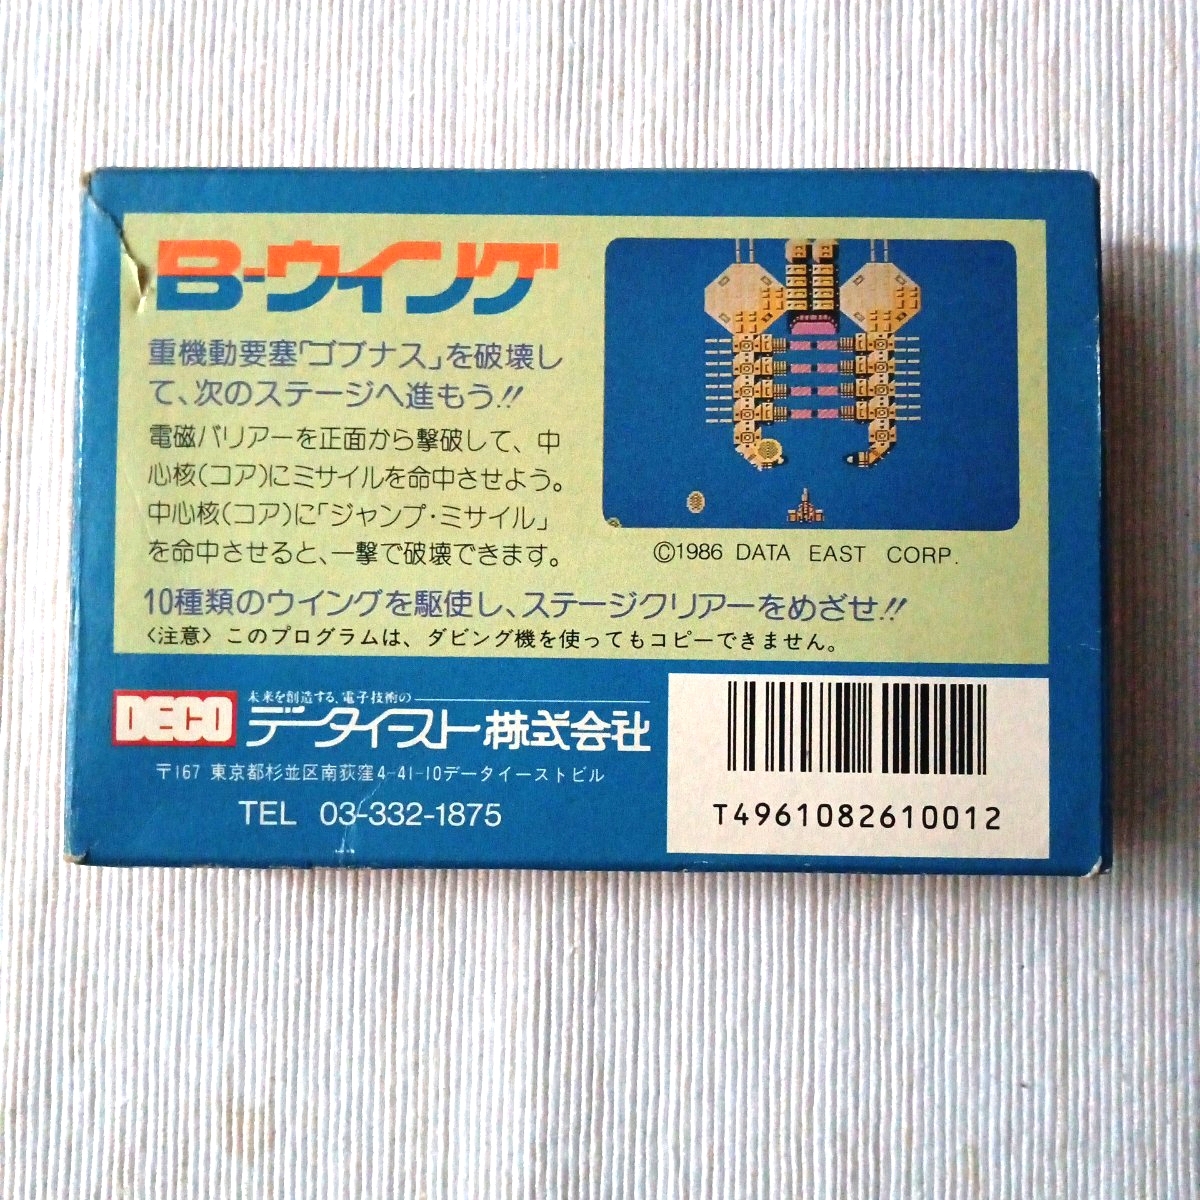 B-ウイング
重機動要塞「ゴブナス」を破壊し
て、次のステージへ進もう!!
電磁バリアーを正面から撃破して、中
心核(コア)にミサイルを命中させよう。
中心核(コア)に「ジャンプ・ミサイル」
を命中させると、一撃で破壊できます。
©1986 DATA EAST CORP.
10種類のウイングを駆使し、ステージクリアーをめざせ!!
〈注意〉このプログラムは、ダビング機を使ってもコピーできません。
DECO
未来を創造する、電子技術の
データイースト株式会社
〒167 東京都杉並区南荻窪4-41-10データイーストビル
TEL 03-332-1875
T4961082610012